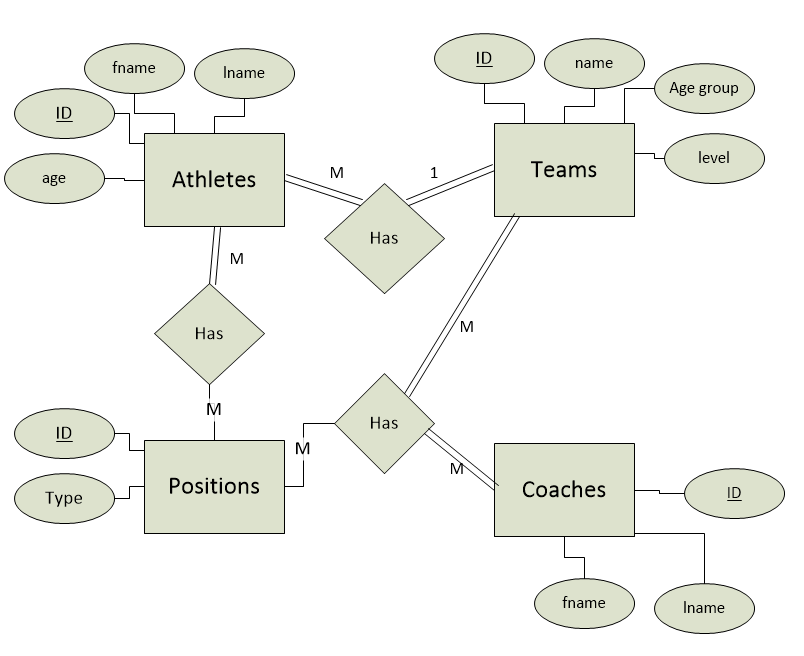 fname
lname
ID
name
Age group
ID
age
Athletes
M
1
Teams
level
Has
M
Has
M
M
Has
ID
M
M
M
Type
Positions
Coaches
ID
fname
lname